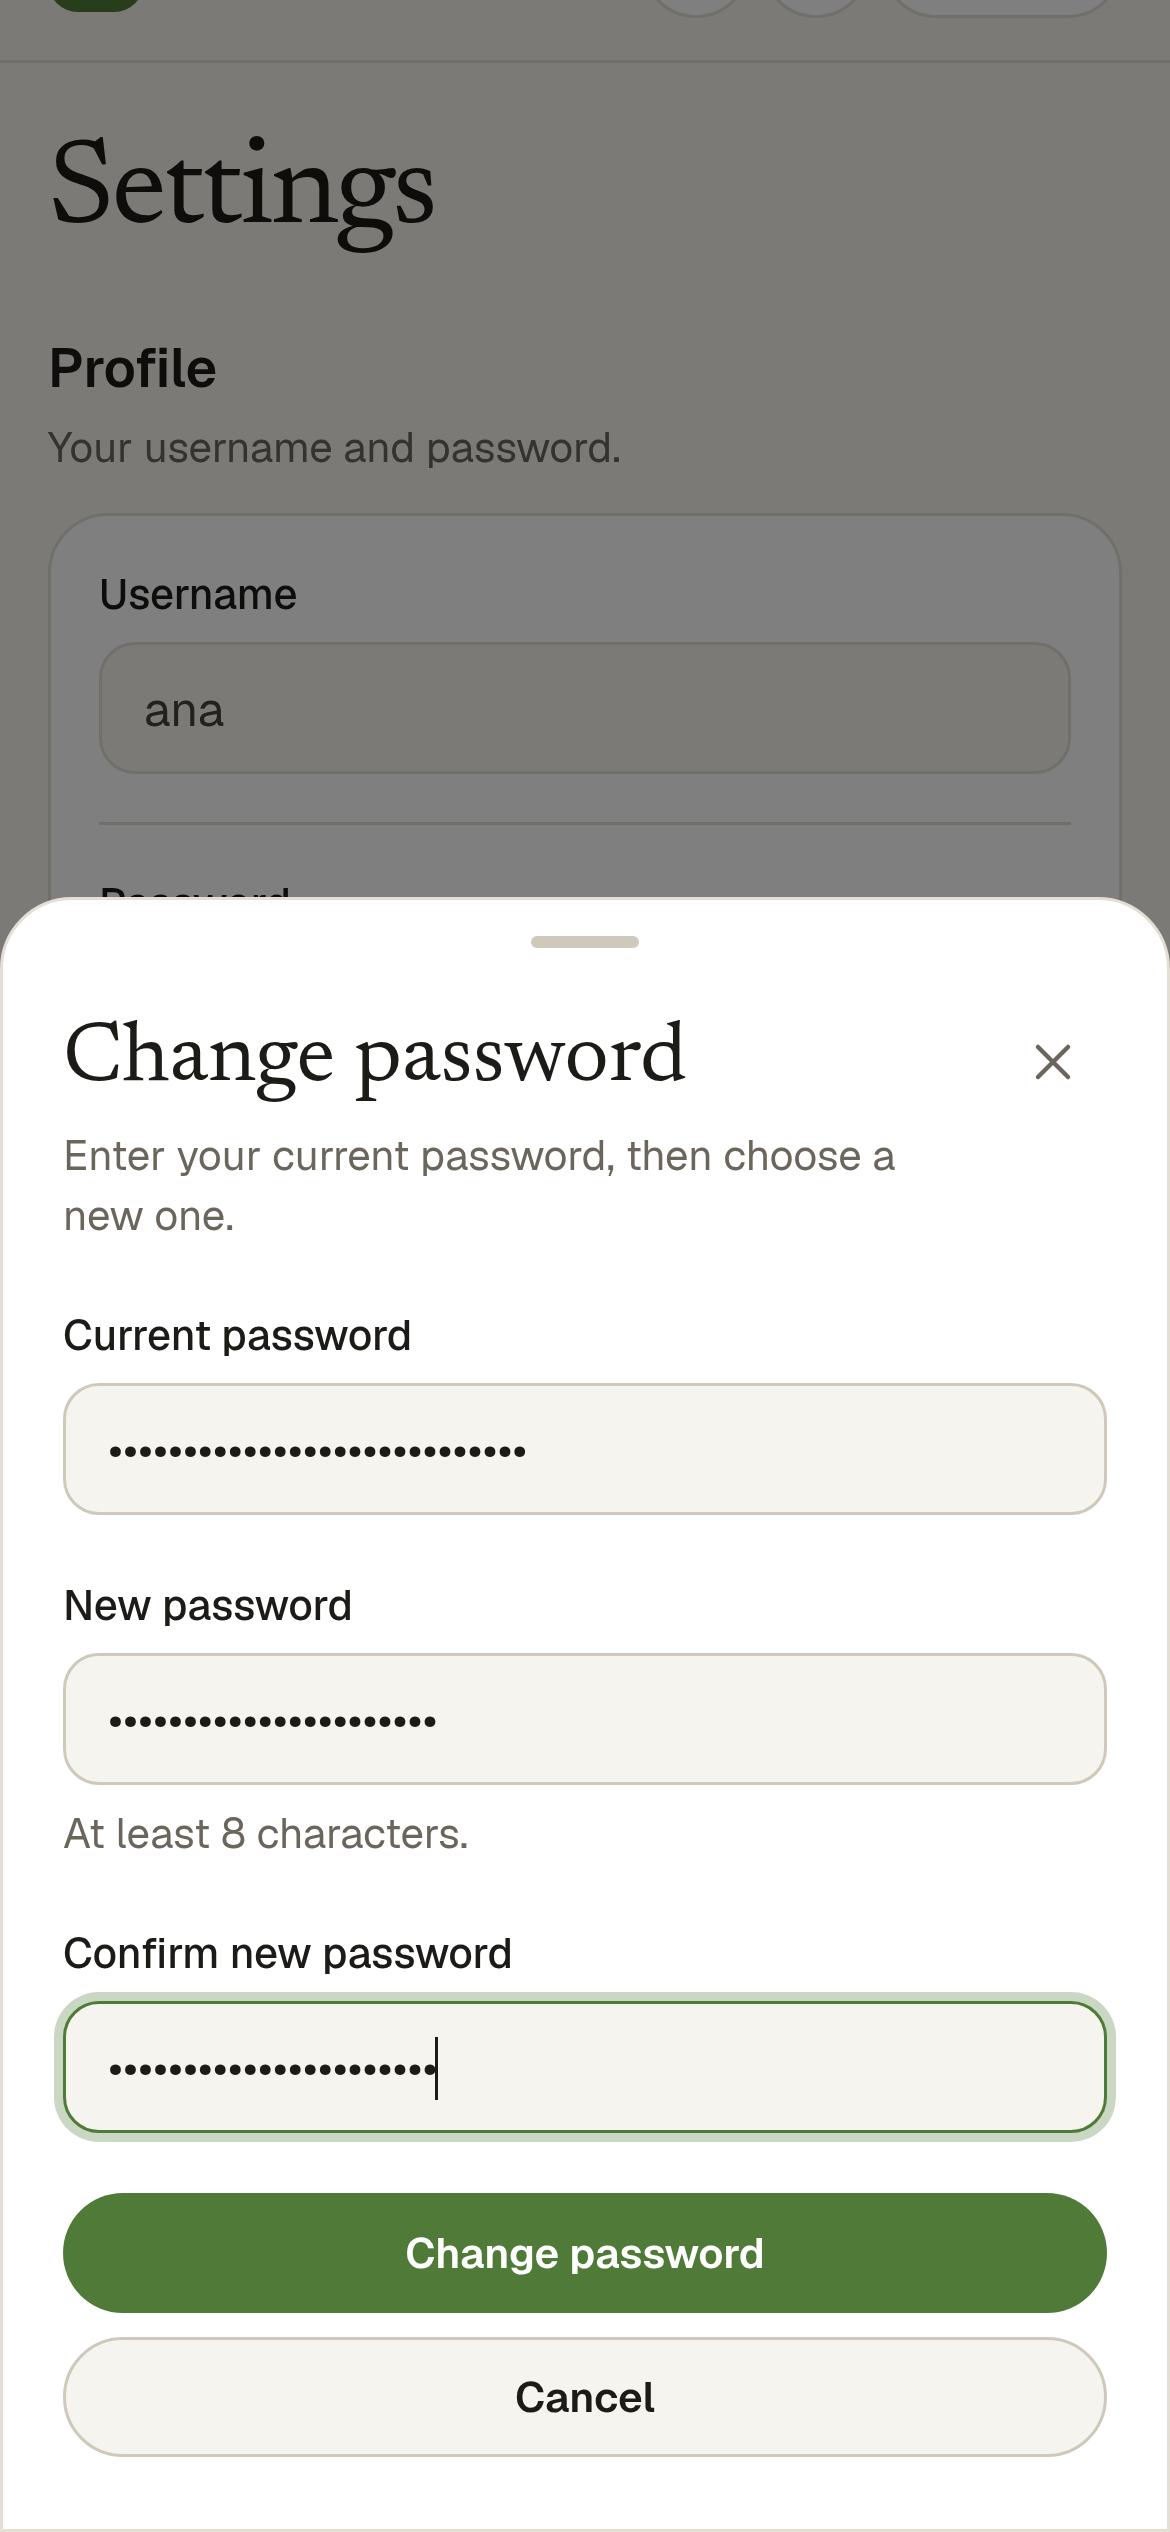 Settings
Profile
Your username and password.
Username
ana
Password
Change password
Enter your current password, then choose a
new one.
Current password
••••••••••••••••••••••••••••
New password
••••••••••••••••••••••
At least 8 characters.
Confirm new password
••••••••••••••••••••••
Change password
Cancel